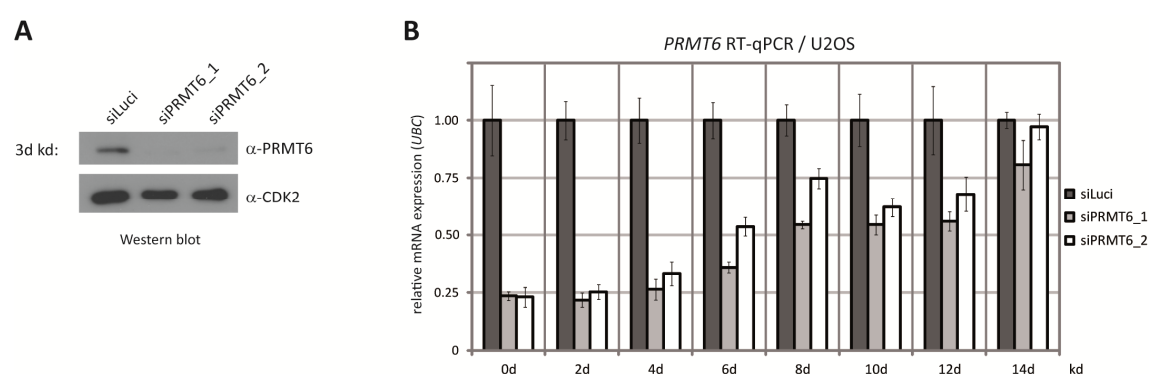 A
siLuci
siPRMT6_1
siPRMT6_2
3d kd:
α-PRMT6
α-CDK2
Western blot
B
PRMT6 RT-qPCR / U2OS
relative mRNA expression (UBC)
1.00
0.75
0.50
0.25
0
0d 2d 4d 6d 8d 10d 12d 14d kd
siLuci
siPRMT6_1
siPRMT6_2